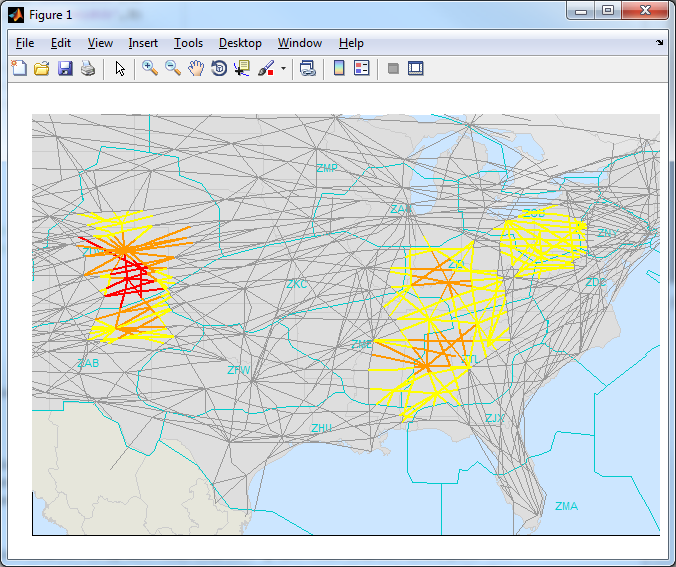 Figure 1
File Edit View Insert Tools Desktop Window Help
ZMP
ZAU
ZOB
ZNY
ZID
ZKC
ZDC
ZME
ZTL
ZAB
ZFW
ZHU
ZJX
ZMA